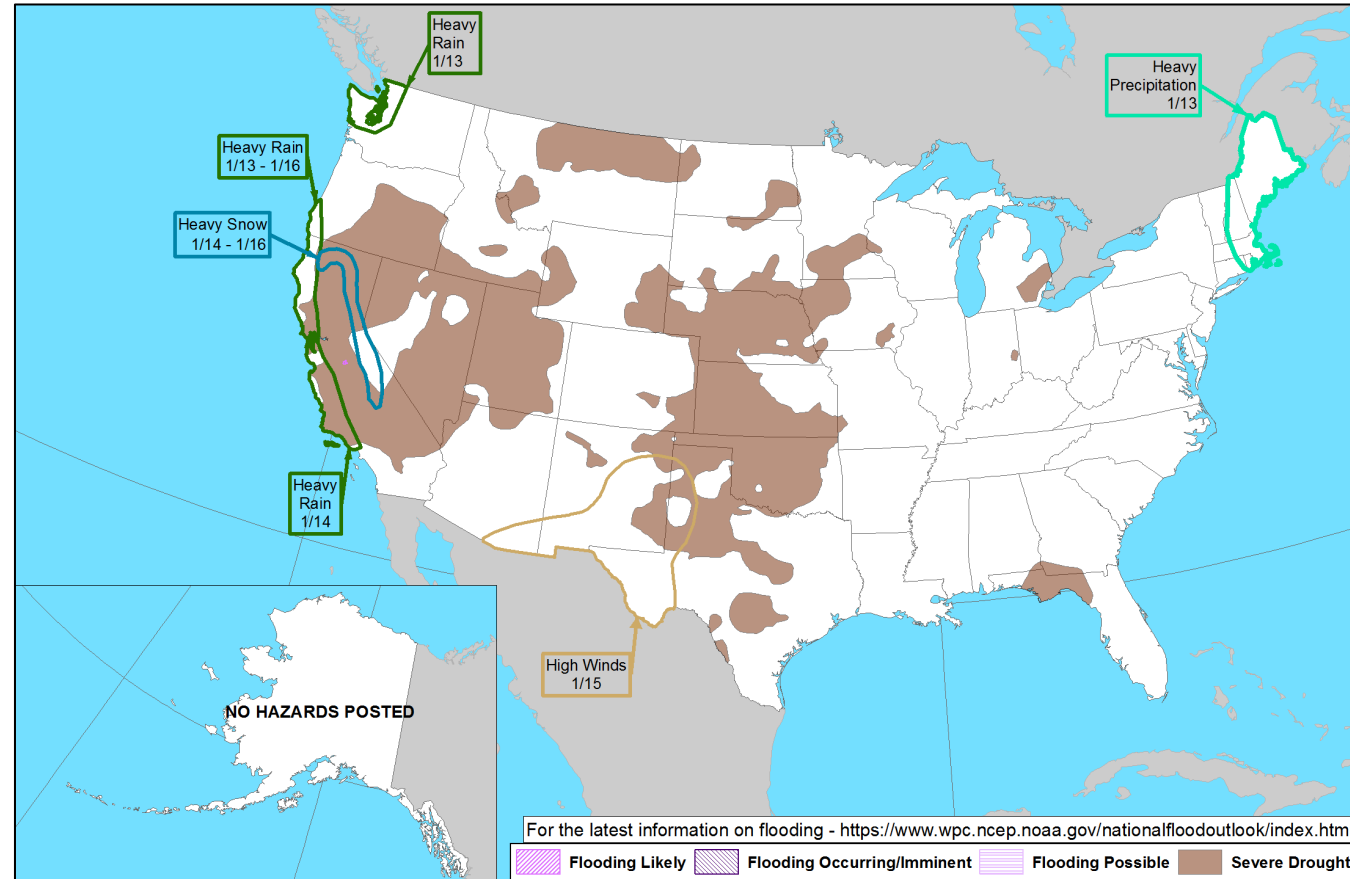 Heavy
Rain
1/13
Heavy
Precipitation
1/13
Heavy Rain
1/13 - 1/16
Heavy Snow
1/14 - 1/16
Heavy
Rain
1/14
High Winds
1/15
NO HAZARDS POSTED
For the latest information on flooding - https://www.wpc.ncep.noaa.gov/nationalfloodoutlook/index.htm
Flooding Likely
Flooding Occurring/Imminent
Flooding Possible
Severe Drought